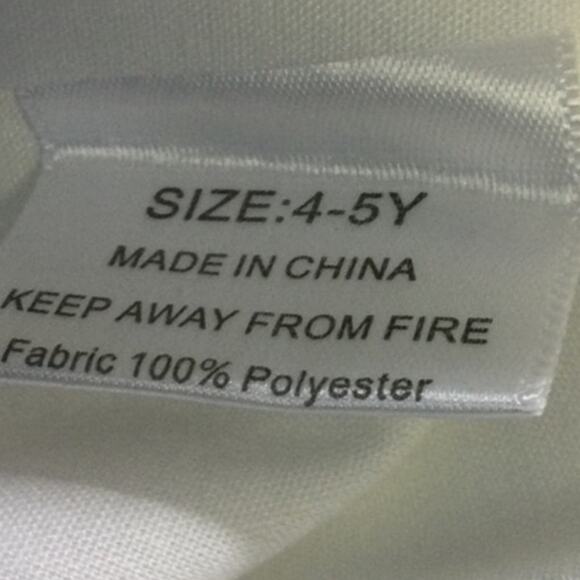 SIZE:4-5Y
MADE IN CHINA
KEEP AWAY FROM FIRE
Fabric 100% Polyester